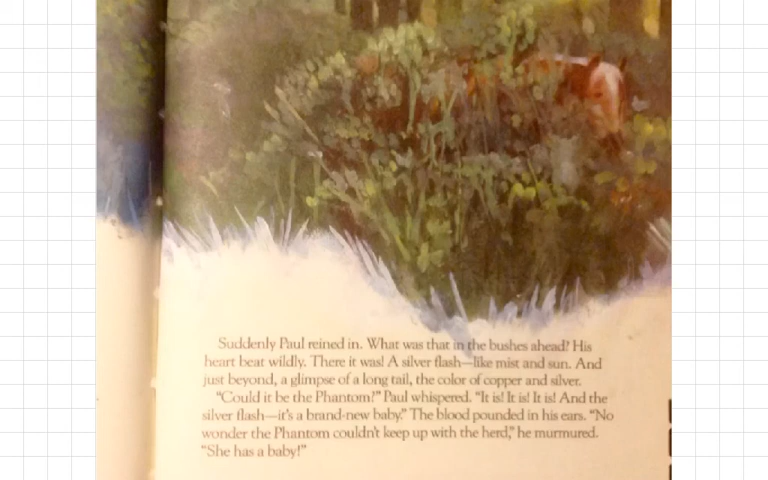 Suddenly Paul reined in. What was that in the bushes ahead? His
heart beat wildly. There it was! A silver flash—like mist and sun. And
just beyond, a glimpse of a long tail, the color of copper and silver.
"Could it be the Phantom?" Paul whispered. "It is! It is! It is! And the
silver flash—it's a brand-new baby." The blood pounded in his ears. "No
wonder the Phantom couldn't keep up with the herd," he murmured.
"She has a baby!"